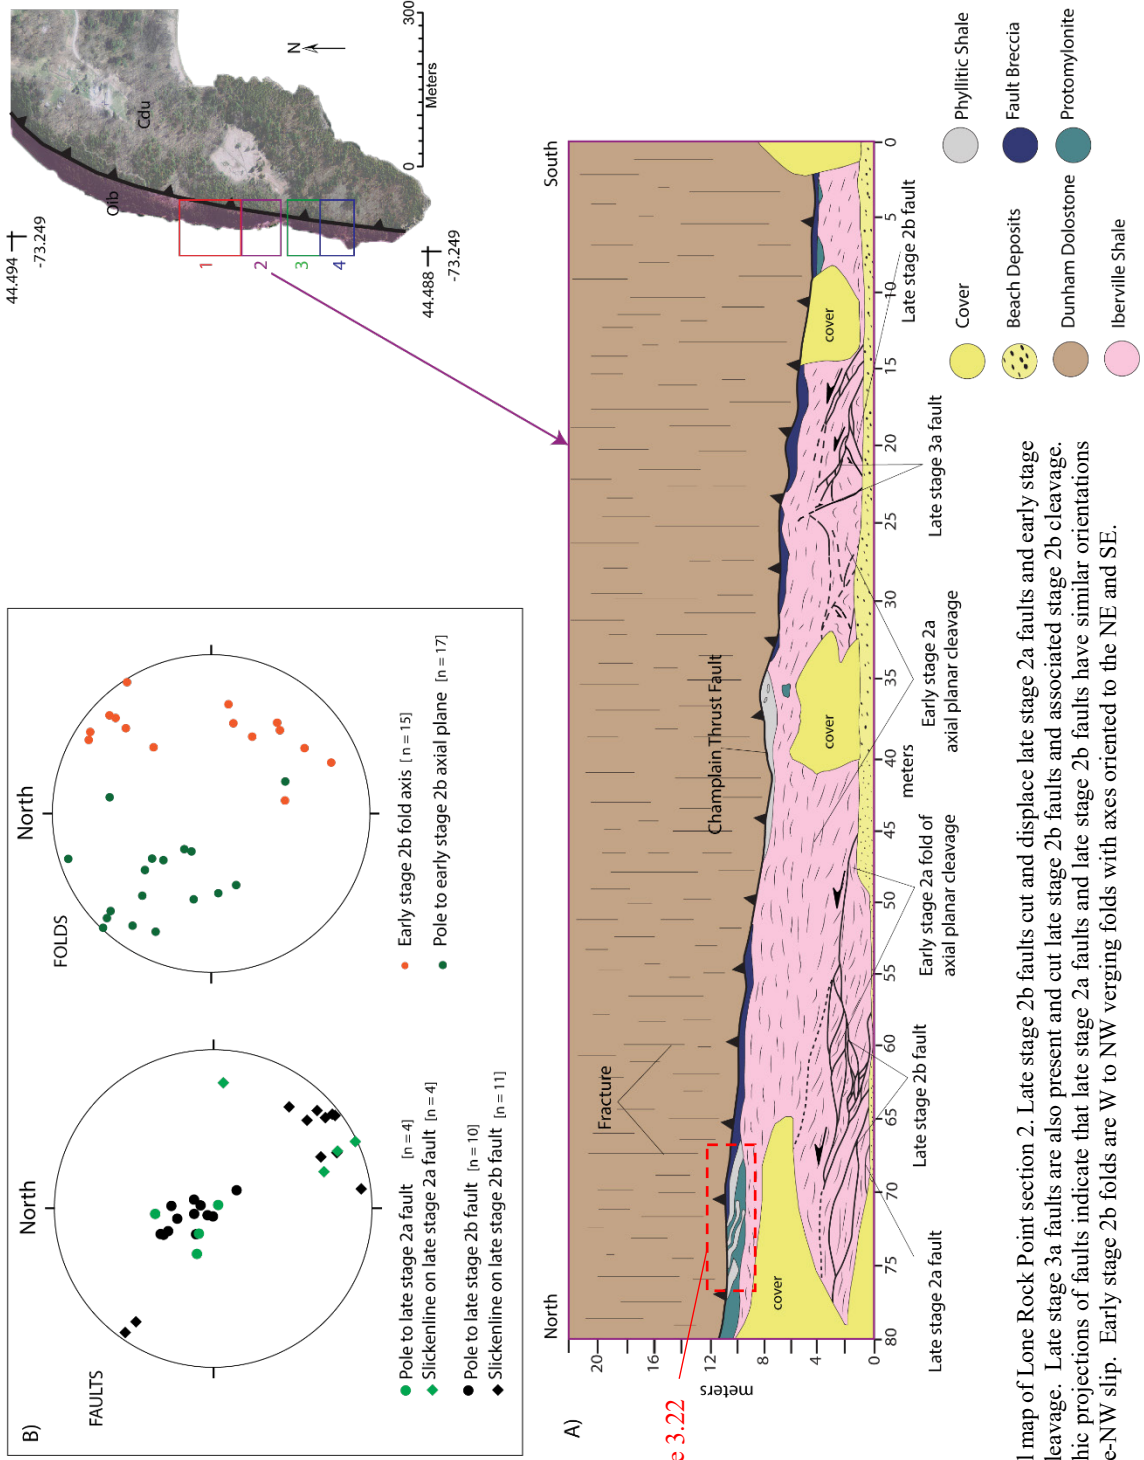 B)
FAULTS
North
Pole to late stage 2a fault [n=4]
Slickenline on late stage 2a fault [n=4]
Pole to late stage 2b fault [n = 10]
Slickenline on late stage 2b fault [n = 11]
FOLDS
North
Early stage 2b fold axis [n = 15]
Pole to early stage 2b axial plane [n = 17]
44.494
-73.249
Olb
Cdu
1
2
3
4
44.488
-73.249
N
0
300
Meters
A)
North
South
meters
20
16
12
8
4
0
Fracture
Champlain Thrust Fault
cover
cover
cover
80
75
70
65
60
55
50
45
40
35
30
25
20
15
10
5
0
meters
Late stage 2a fault
Late stage 2b fault
Early stage 2a fold of
axial planar cleavage
Early stage 2a
axial planar cleavage
Late stage 3a fault
Late stage 2b fault
e 3.22
Cover
Beach Deposits
Dunham Dolostone
Iberville Shale
Phyllitic Shale
Fault Breccia
Protomylonite
l map of Lone Rock Point section 2. Late stage 2b faults cut and displace late stage 2a faults and early stage
leavage. Late stage 3a faults are also present and cut late stage 2b faults and associated stage 2b cleavage.
hic projections of faults indicate that late stage 2a faults and late stage 2b faults have similar orientations
e-NW slip. Early stage 2b folds are W to NW verging folds with axes oriented to the NE and SE.